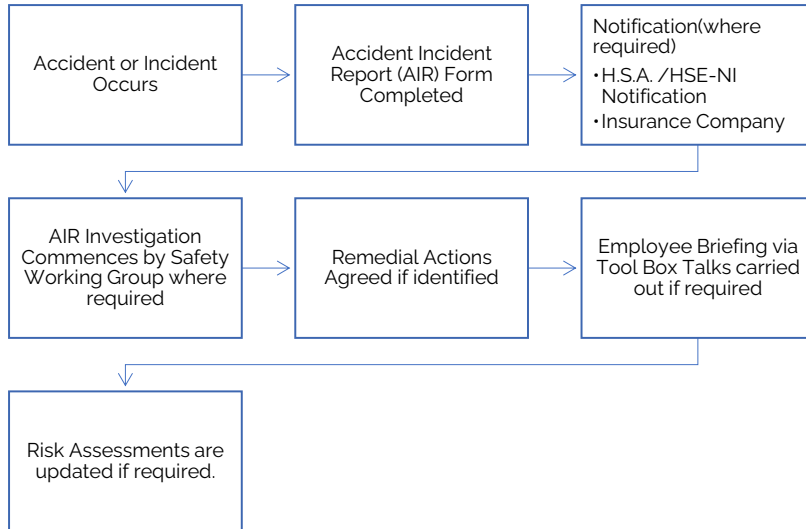 Accident or Incident
Occurs
Accident Incident
Report (AIR) Form
Completed
Notification(where
required)
•H.S.A. /HSE-NI
Notification
•Insurance Company
AIR Investigation
Commences by Safety
Working Group where
required
Remedial Actions
Agreed if identified
Employee Briefing via
Tool Box Talks carried
out if required
Risk Assessments are
updated if required.